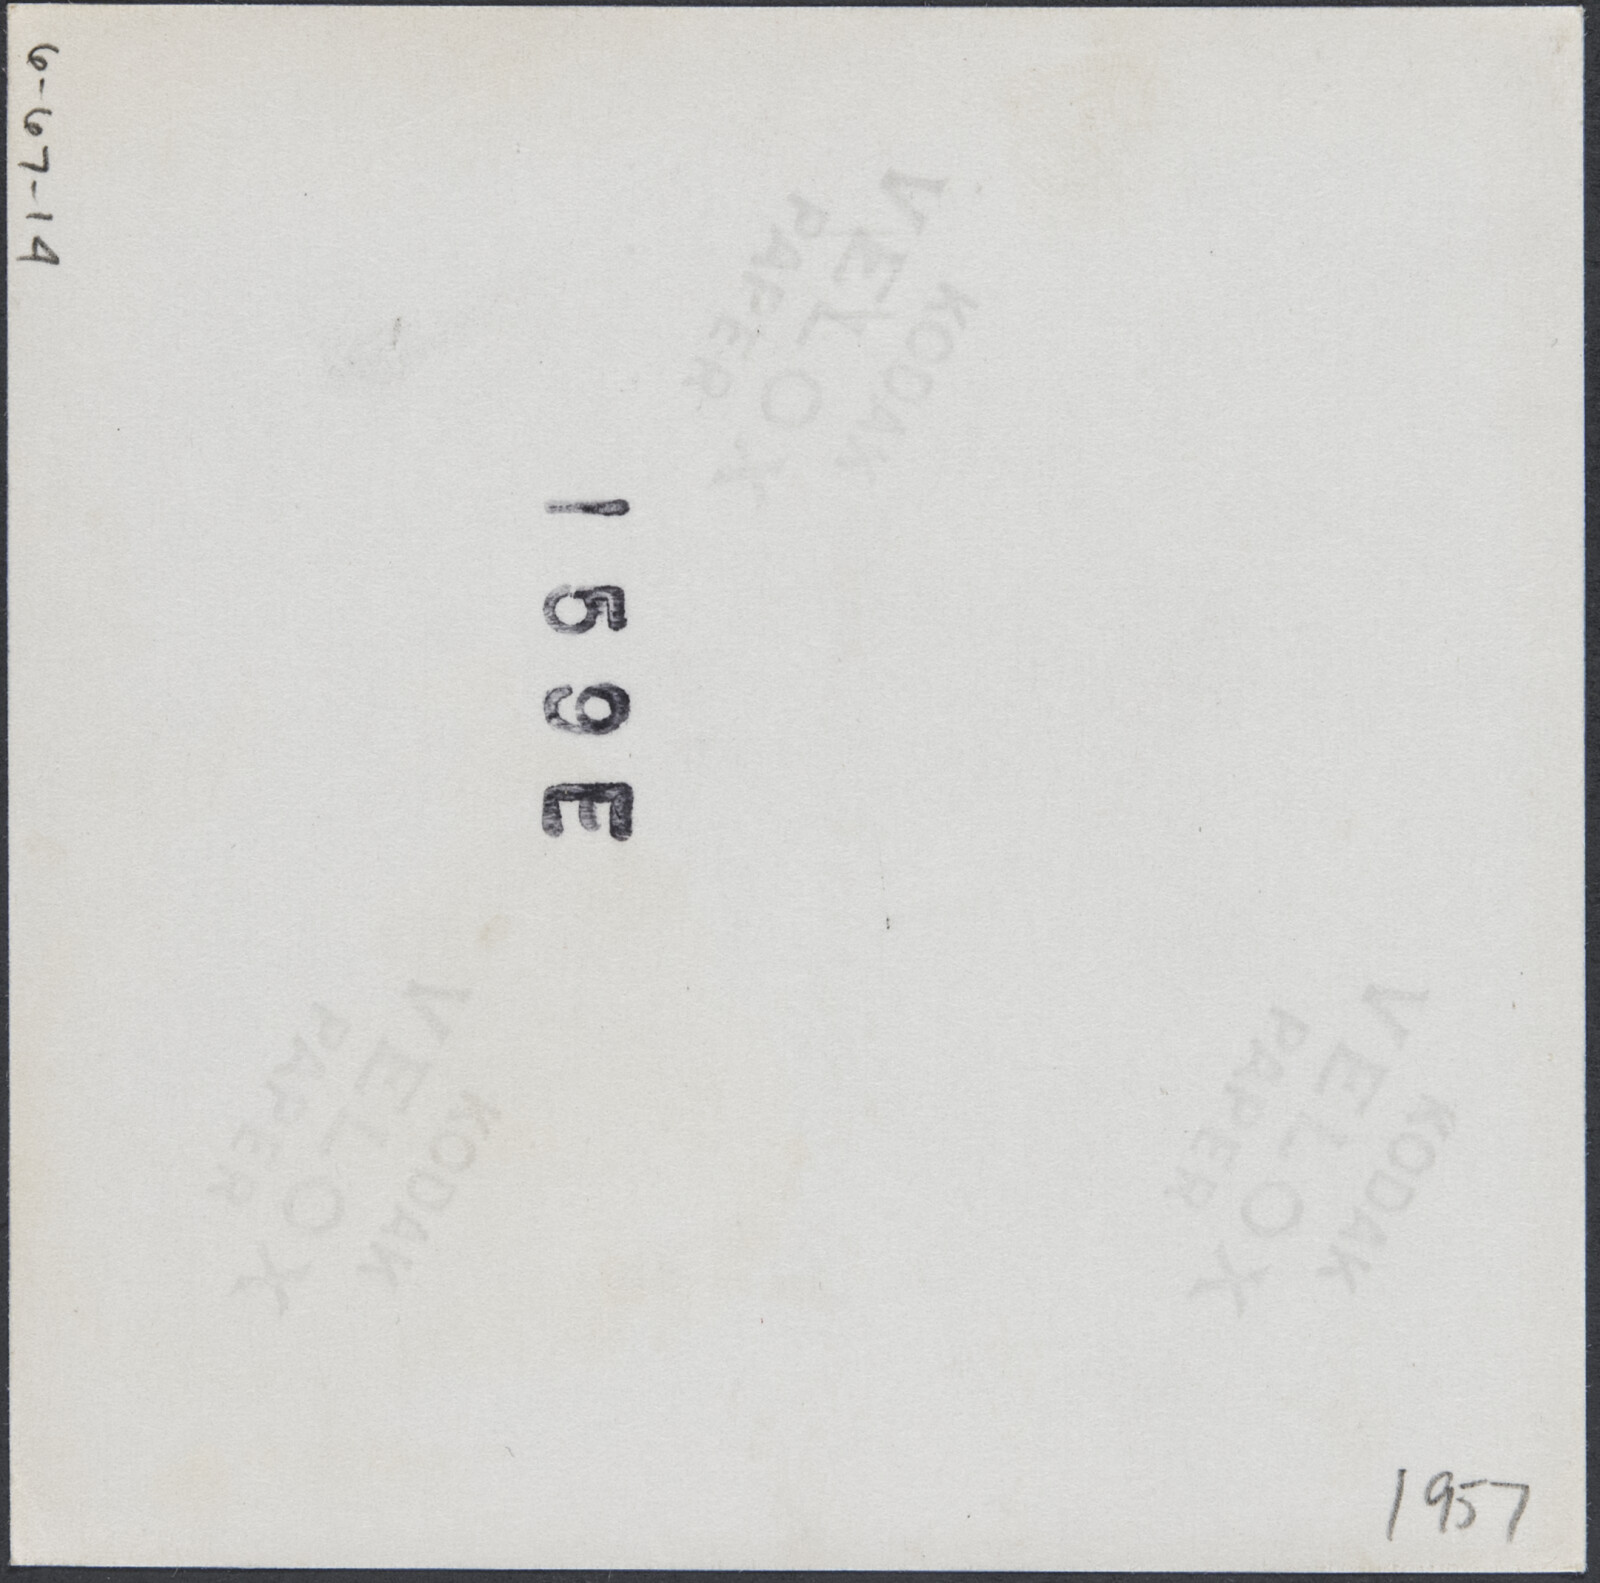 6-67-14
KODAK
VELOX
PAPER
159E
KODAK
VELOX
PAPER
KODAK
VELOX
PAPER
1957